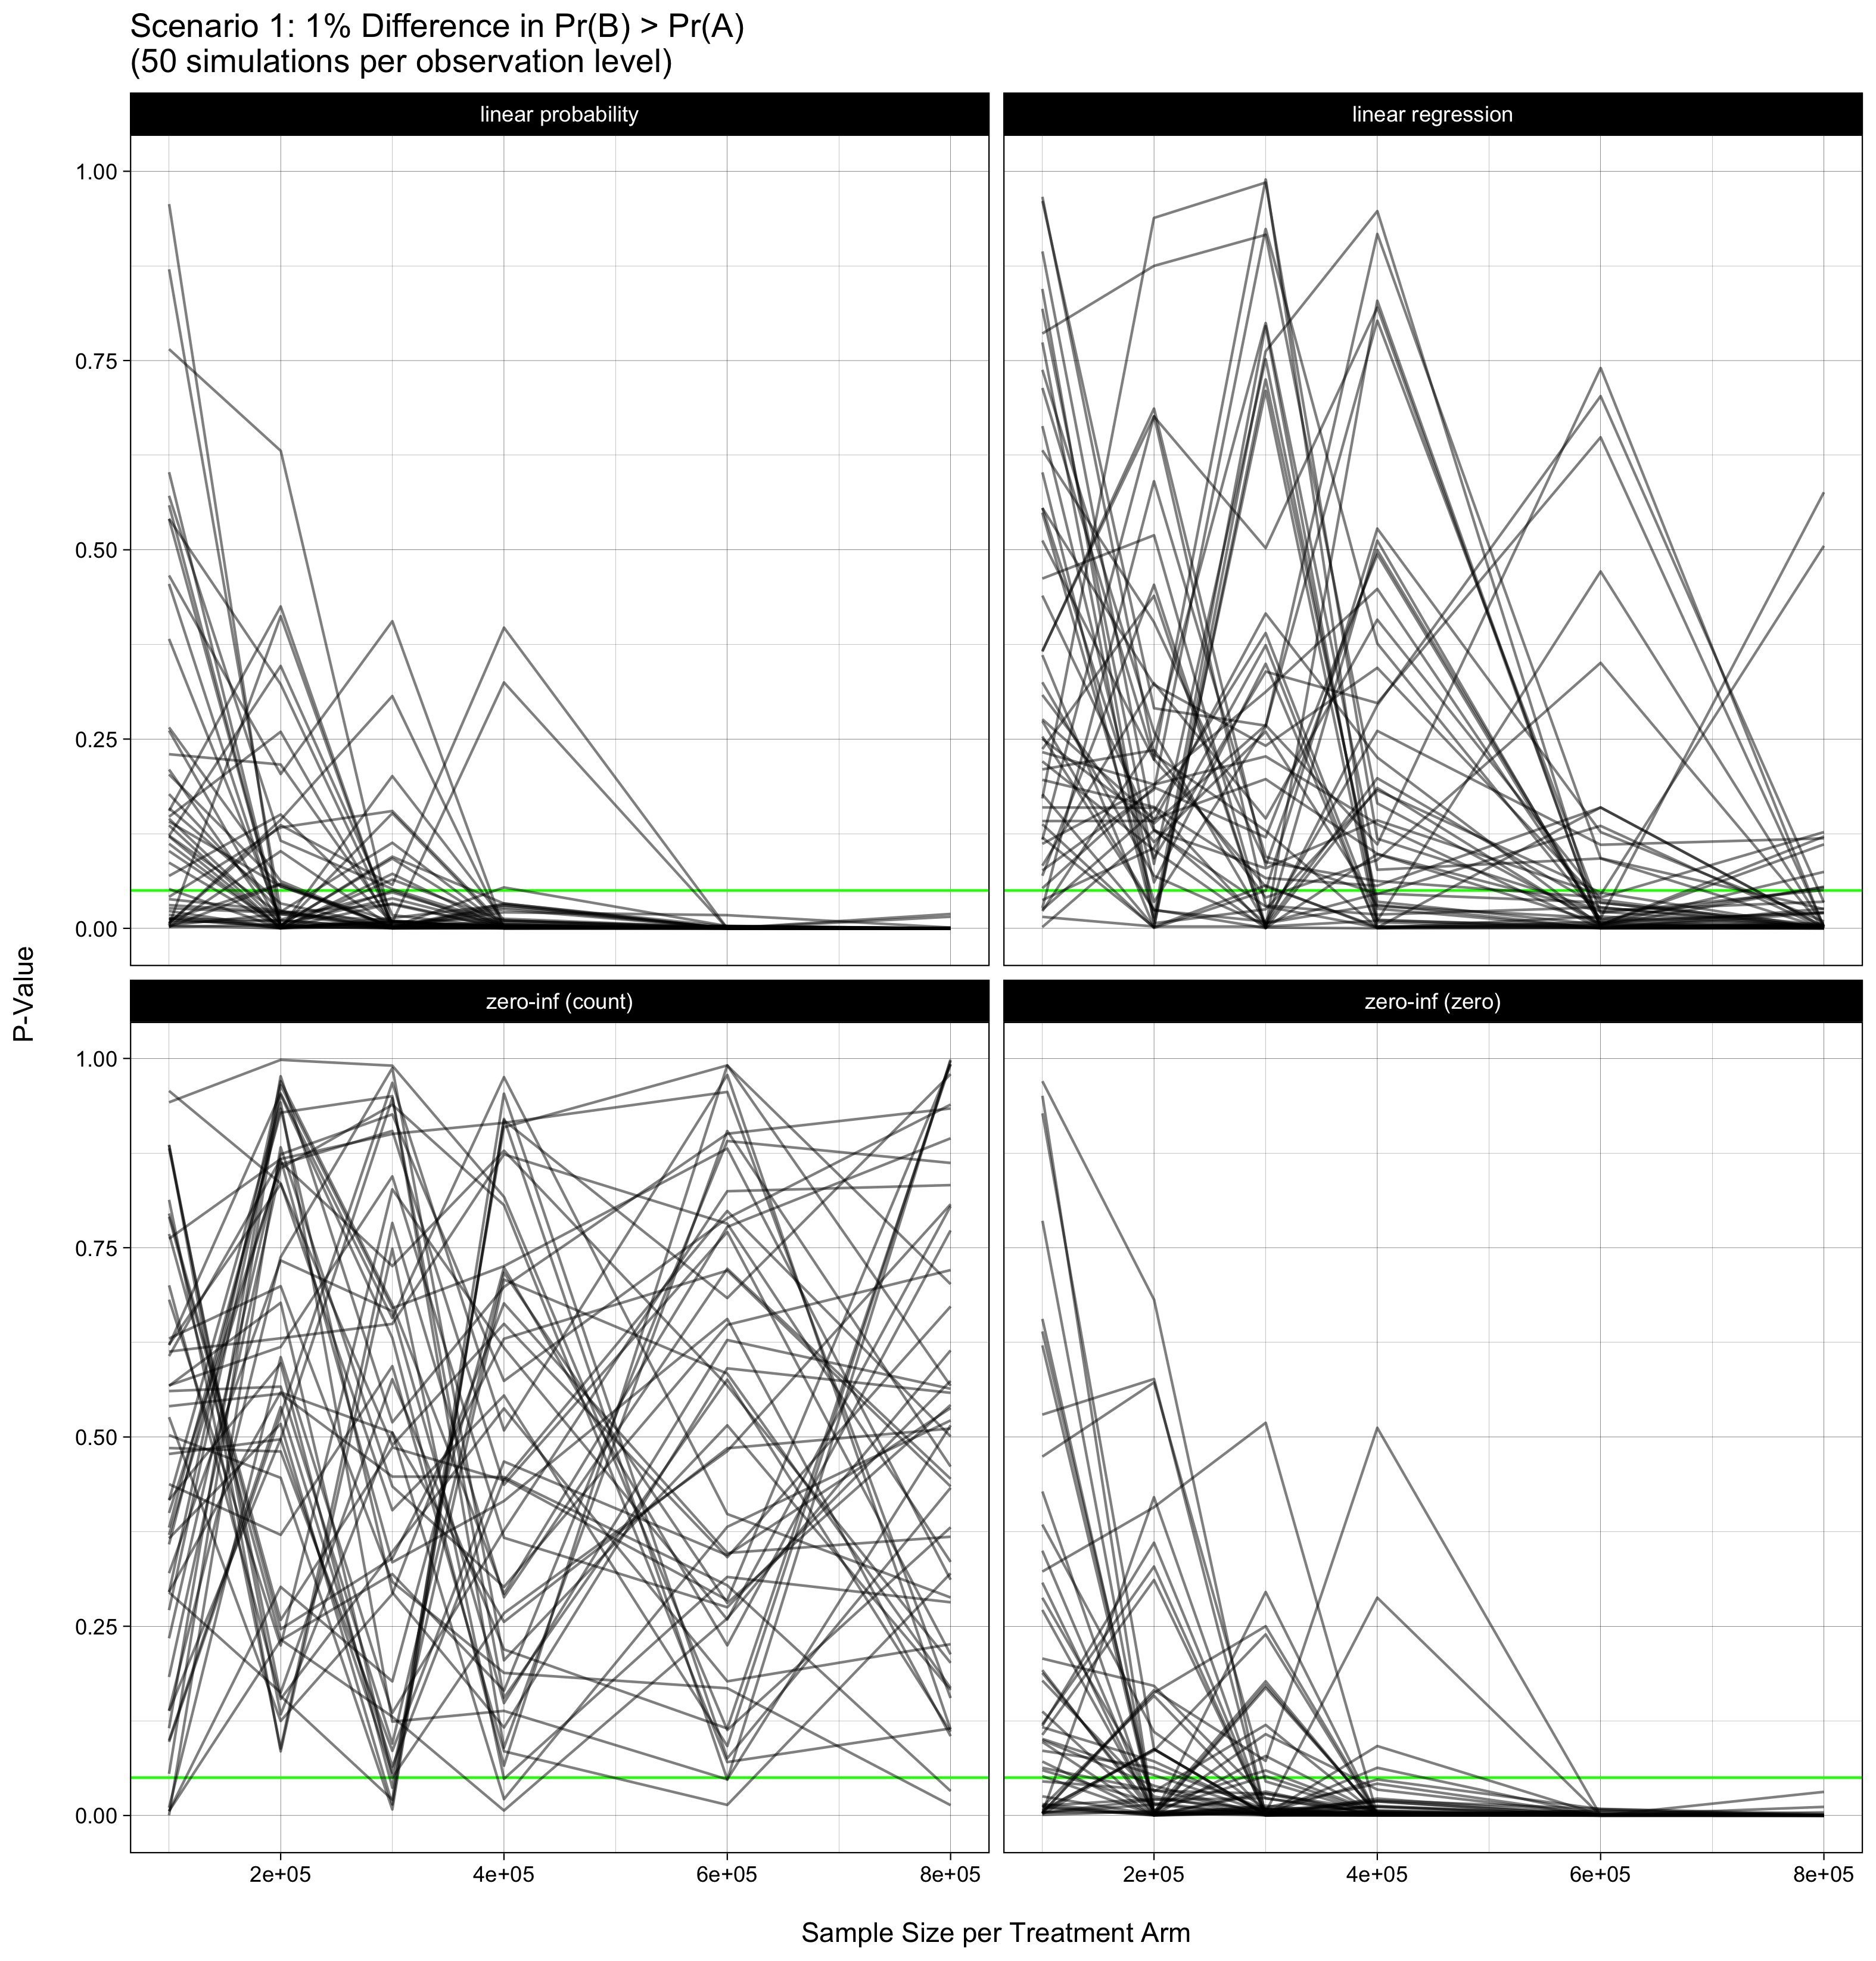 Scenario 1: 1% Difference in Pr(B) > Pr(A)
(50 simulations per observation level)
linear probability
linear regression
1.00
0.75
0.50
0.25
0.00
zero-inf (count)
zero-inf (zero)
1.00
0.75
0.50
0.25
0.00
P-Value
2e+05
4e+05
6e+05
8e+05
2e+05
4e+05
6e+05
8e+05
Sample Size per Treatment Arm